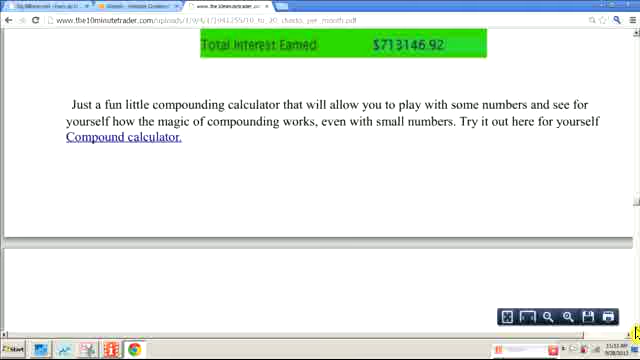 www.the10minutetrader.com
Total Interest Earned $713146.92
Just a fun little compounding calculator that will allow you to play with some numbers and see for
yourself how the magic of compounding works, even with small numbers. Try it out here for yourself
Compound calculator.
Start